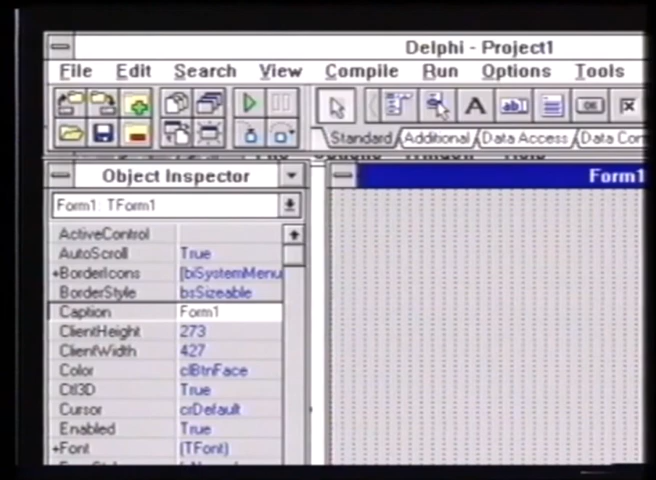 Delphi - Project1
File Edit Search View Compile Run Options Tools
A ab OK
Standard Additional Data Access Data Con
Object Inspector
Form1
Form1: TForm1
ActiveControl
AutoScroll True
+BorderIcons [biSystemMenu
BorderStyle bsSizeable
Caption Form1
ClientHeight 273
ClientWidth 427
Color clBtnFace
Ctl3D True
Cursor crDefault
Enabled True
+Font (TFont)